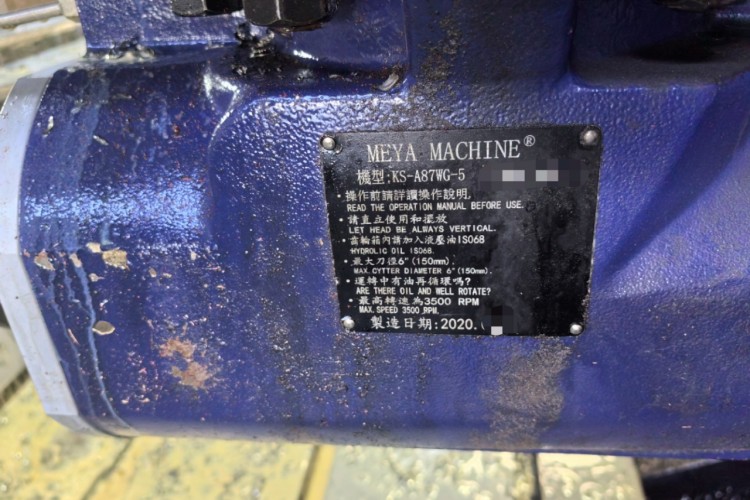 MEYA MACHINE®
機型:KS-A87WG-5
·操作前請詳讀操作說明.
READ THE OPERATION MANUAL BEFORE USE.
·請直立使用和擺放
LET HEAD BE ALWAYS VERTICAL.
·齒輪箱內請加入液壓油ISO68
HYDROLIC OIL ISO68.
·最大刀徑6"(150mm).
MAX.CYTTER DIAMETER 6"(150mm).
·運轉中有油再循環嗎?
ARE THERE OIL AND WELL ROTATE?
·最高轉速為3500 RPM
MAX.SPEED 3500 RPM.
製造日期:2020.